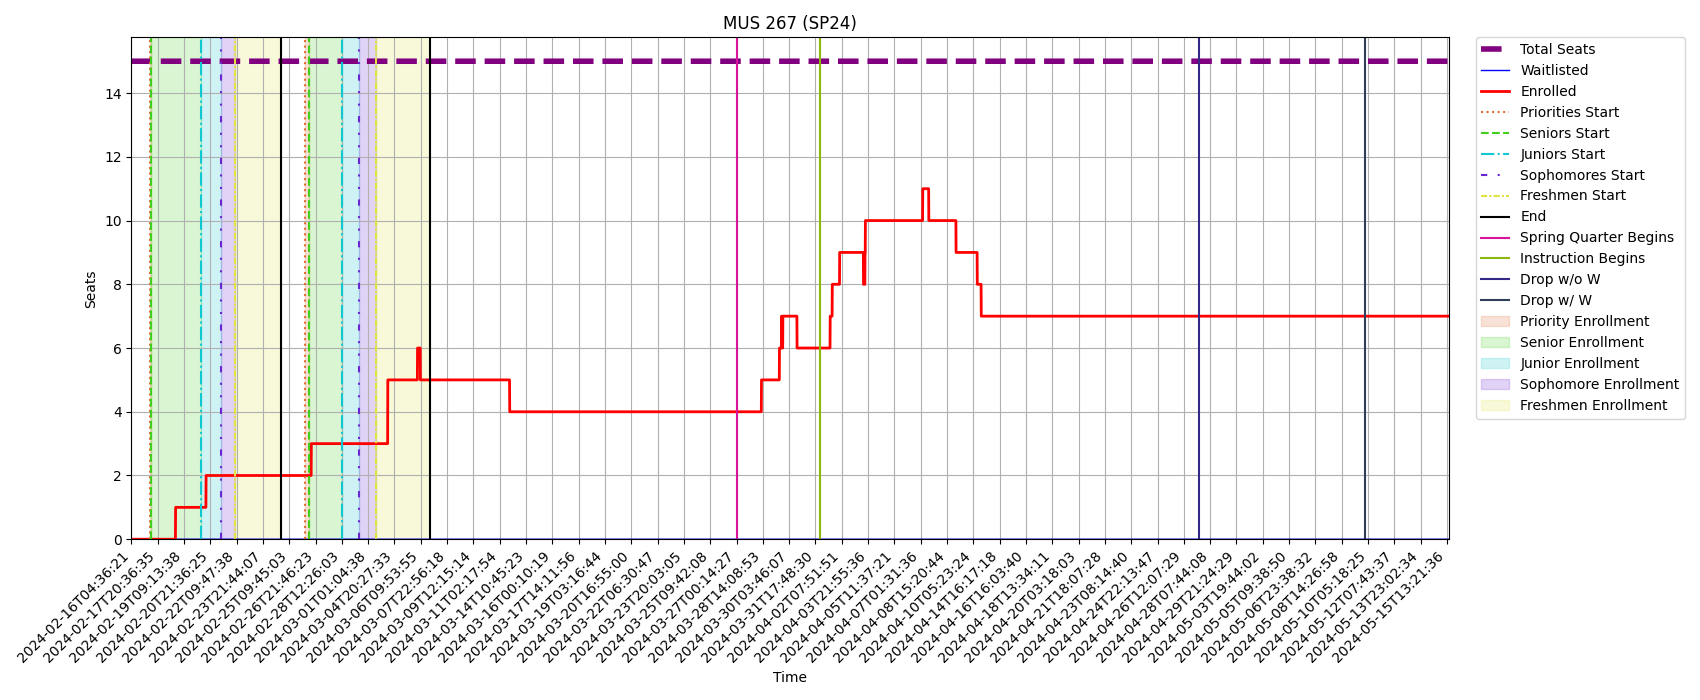 MUS 267 (SP24)
Seats
14
12
10
8
6
4
2
0
2024-02-16T04:36:21
2024-02-17T20:36:35
2024-02-19T09:13:38
2024-02-20T21:36:25
2024-02-22T09:47:38
2024-02-23T21:44:07
2024-02-25T09:45:03
2024-02-26T21:46:23
2024-02-28T12:26:03
2024-03-01T01:04:38
2024-03-04T20:27:33
2024-03-06T09:53:55
2024-03-07T22:56:18
2024-03-09T12:15:14
2024-03-11T02:17:54
2024-03-14T10:45:23
2024-03-16T00:10:19
2024-03-17T14:11:56
2024-03-19T03:16:44
2024-03-20T16:55:00
2024-03-22T06:30:47
2024-03-23T20:03:05
2024-03-25T09:42:08
2024-03-27T00:14:27
2024-03-28T14:08:53
2024-03-30T03:46:07
2024-03-31T17:48:30
2024-04-02T07:51:51
2024-04-03T21:55:36
2024-04-05T11:37:21
2024-04-07T01:31:36
2024-04-08T15:20:44
2024-04-10T05:23:24
2024-04-14T16:17:18
2024-04-16T16:03:40
2024-04-18T13:34:11
2024-04-20T03:18:03
2024-04-21T18:07:28
2024-04-23T08:14:40
2024-04-24T22:13:47
2024-04-26T12:07:29
2024-04-28T07:44:08
2024-04-29T21:24:29
2024-05-03T19:44:02
2024-05-05T09:38:50
2024-05-06T23:38:32
2024-05-08T14:26:58
2024-05-10T05:18:25
2024-05-12T07:43:37
2024-05-13T23:02:34
2024-05-15T13:21:36
Time
Total Seats
Waitlisted
Enrolled
Priorities Start
Seniors Start
Juniors Start
Sophomores Start
Freshmen Start
End
Spring Quarter Begins
Instruction Begins
Drop w/o W
Drop w/ W
Priority Enrollment
Senior Enrollment
Junior Enrollment
Sophomore Enrollment
Freshmen Enrollment